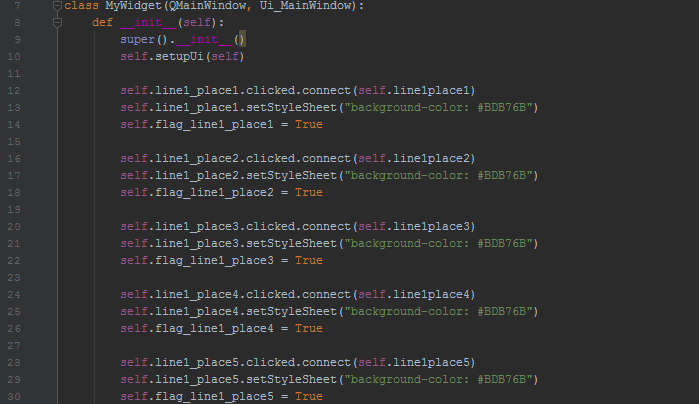 7 class MyWidget(QMainWindow, Ui_MainWindow):
8 def __init__(self):
9 super().__init__()
10 self.setupUi(self)
11
12 self.line1_place1.clicked.connect(self.line1place1)
13 self.line1_place1.setStyleSheet("background-color: #BDB76B")
14 self.flag_line1_place1 = True
15
16 self.line1_place2.clicked.connect(self.line1place2)
17 self.line1_place2.setStyleSheet("background-color: #BDB76B")
18 self.flag_line1_place2 = True
19
20 self.line1_place3.clicked.connect(self.line1place3)
21 self.line1_place3.setStyleSheet("background-color: #BDB76B")
22 self.flag_line1_place3 = True
23
24 self.line1_place4.clicked.connect(self.line1place4)
25 self.line1_place4.setStyleSheet("background-color: #BDB76B")
26 self.flag_line1_place4 = True
27
28 self.line1_place5.clicked.connect(self.line1place5)
29 self.line1_place5.setStyleSheet("background-color: #BDB76B")
30 self.flag_line1_place5 = True